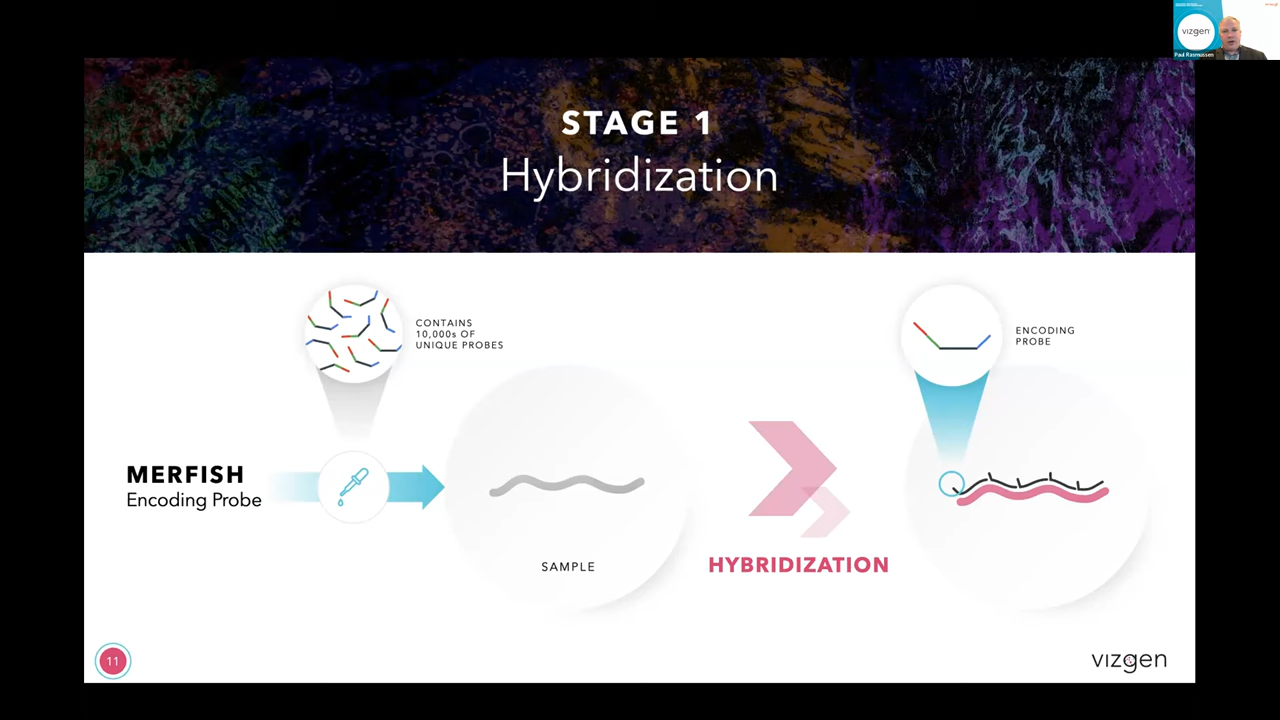 vizgen
Paul Rasmussen
STAGE 1
Hybridization
CONTAINS
10,000s OF
UNIQUE PROBES
ENCODING
PROBE
MERFISH
Encoding Probe
SAMPLE
HYBRIDIZATION
11
vizgen